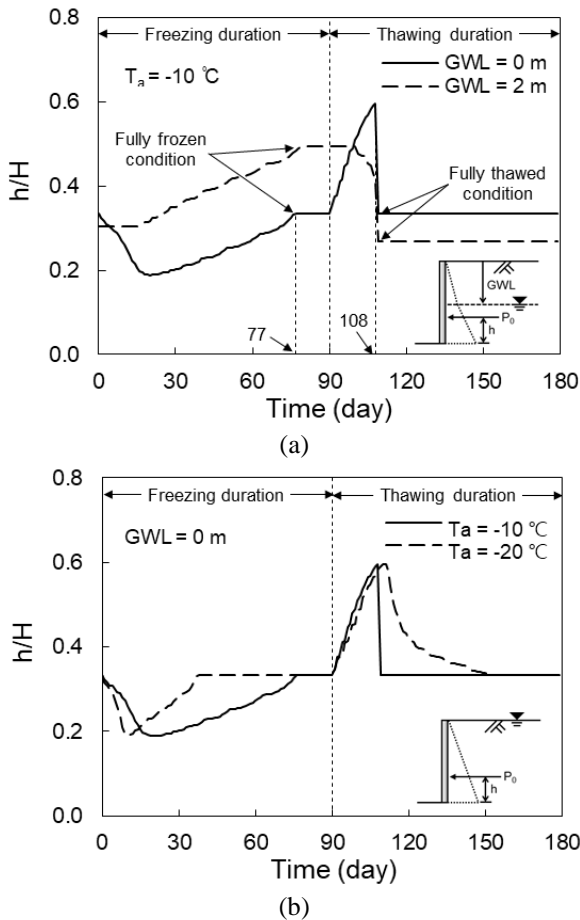 Freezing duration
Thawing duration
Tₐ = -10 ℃
GWL = 0 m
GWL = 2 m
Fully frozen
condition
Fully thawed
condition
h/H
0.8
0.6
0.4
0.2
0.0
77
108
GWL
P₀
h
0
30
60
90
120
150
180
Time (day)
(a)
Freezing duration
Thawing duration
GWL = 0 m
Ta = -10 ℃
Ta = -20 ℃
h/H
0.8
0.6
0.4
0.2
0.0
P₀
h
0
30
60
90
120
150
180
Time (day)
(b)